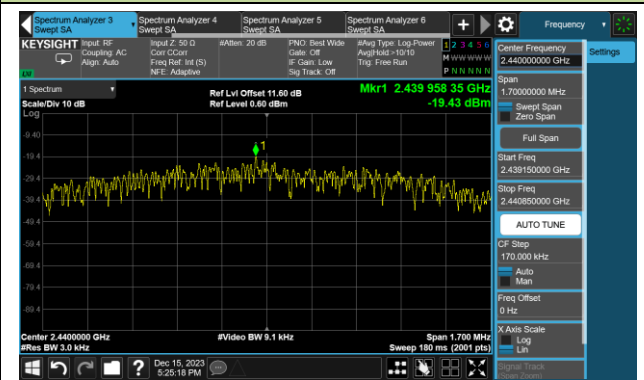 Spectrum Analyzer 3
Swept SA
Spectrum Analyzer 4
Swept SA
Spectrum Analyzer 5
Swept SA
Spectrum Analyzer 6
Swept SA
Frequency
KEYSIGHT
Input: RF
Coupling: AC
Align: Auto
Input Z: 50 Ω
Corr CCorr
Freq Ref: Int (S)
NFE: Adaptive
#Atten: 20 dB
PNO: Best Wide
Gate: Off
IF Gain: Low
Sig Track: Off
#Avg Type: Log-Power
Avg|Hold:>10/10
Trig: Free Run
1 2 3 4 5 6
M W W W W W
P N N N N N
1 Spectrum
Scale/Div 10 dB
Log
Ref Lvl Offset 11.60 dB
Ref Level 0.60 dBm
Mkr1 2.439 958 35 GHz
-19.43 dBm
1
-9.40
-19.4
-29.4
-39.4
-49.4
-59.4
-69.4
-79.4
-89.4
Center 2.4400000 GHz
#Res BW 3.0 kHz
#Video BW 9.1 kHz
Span 1.700 MHz
Sweep 180 ms (2001 pts)
Dec 15, 2023
5:25:18 PM
Center Frequency
2.440000000 GHz
Span
1.70000000 MHz
Swept Span
Zero Span
Full Span
Start Freq
2.439150000 GHz
Stop Freq
2.440850000 GHz
AUTO TUNE
CF Step
170.000 kHz
Auto
Man
Freq Offset
0 Hz
X Axis Scale
Log
Lin
Signal Track
(Span Zoom)
Settings